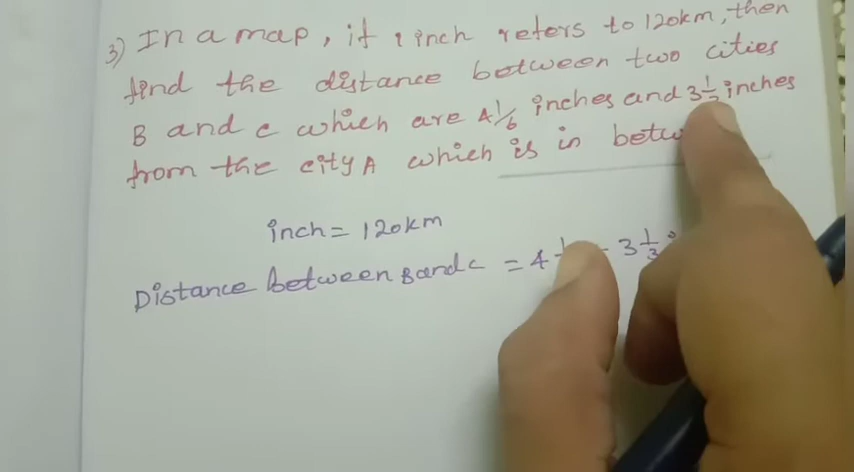 3) In a map, if 1 inch refers to 120km, then
find the distance between two cities
B and C which are 4 1/6 inches and 3 1/ inches
from the city A which is in betw
inch = 120km
Distance between B and C = 4 - 3 1/3